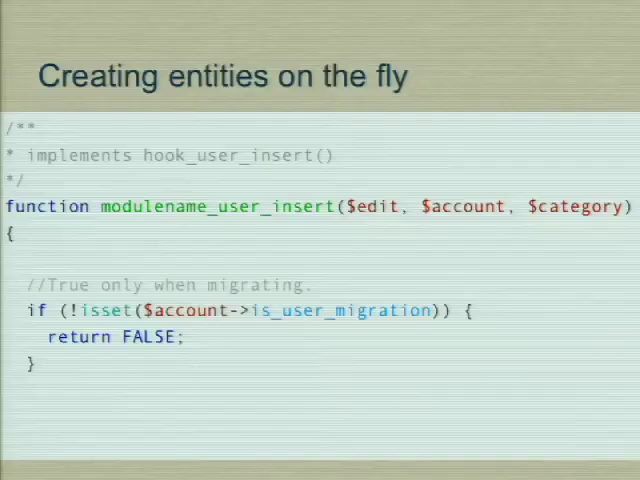 Creating entities on the fly
/**
* implements hook_user_insert()
*/
function modulename_user_insert($edit, $account, $category)
{
//True only when migrating.
if (!isset($account->is_user_migration)) {
return FALSE;
}